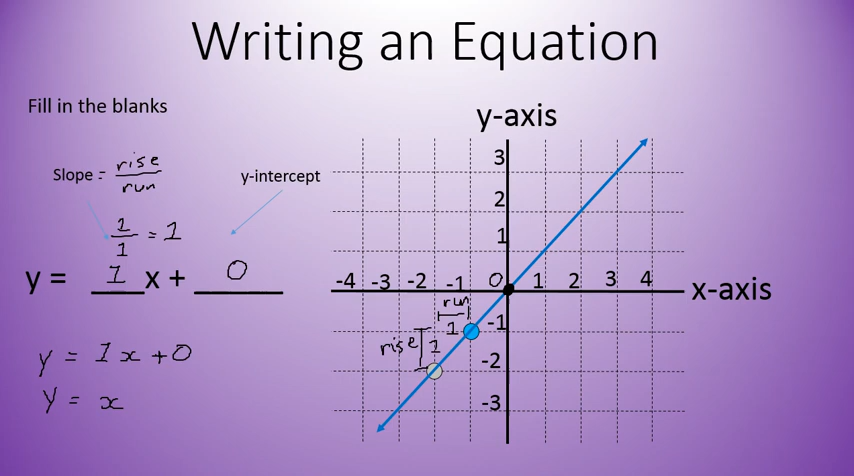 Writing an Equation
Fill in the blanks
Slope = rise/run
y-intercept
1/1 = 1
y = 1 x + 0
y = 1x + 0
y = x
y-axis
3
2
1
-4 -3 -2 -1 0 1 2 3 4
x-axis
run
1
-1
rise 1
-2
-3